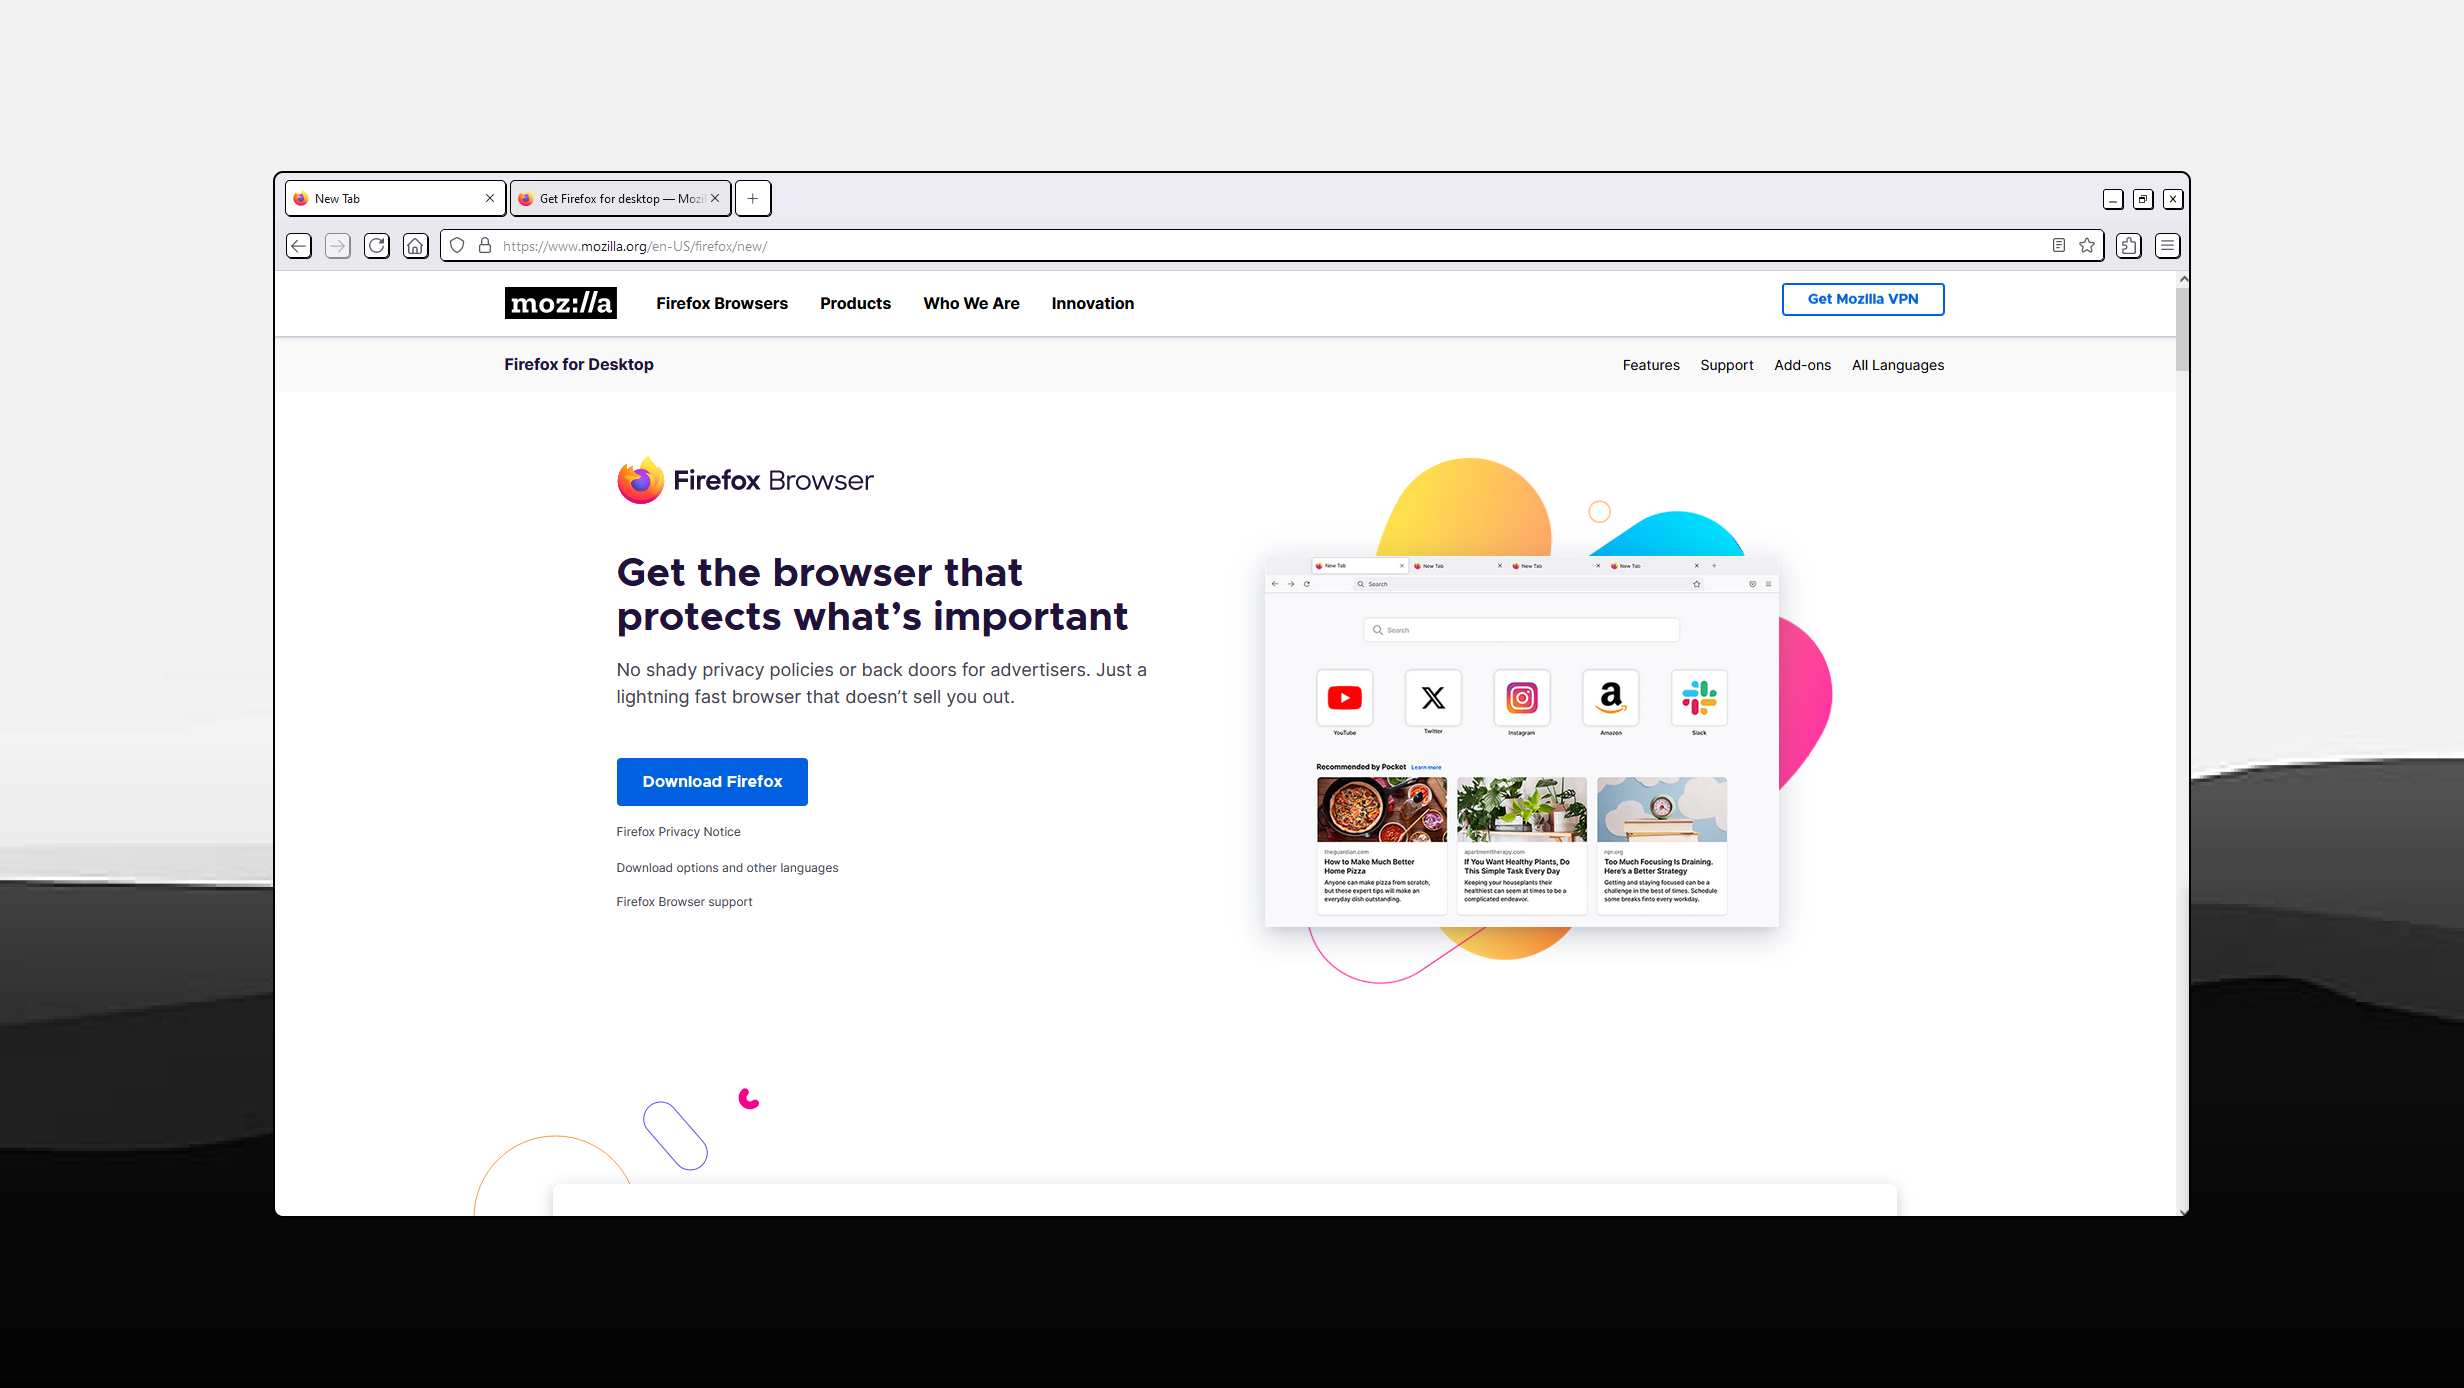 New Tab
Get Firefox for desktop — Mozil
https://www.mozilla.org/en-US/firefox/new/
moz://a
Firefox Browsers
Products
Who We Are
Innovation
Get Mozilla VPN
Firefox for Desktop
Features
Support
Add-ons
All Languages
Firefox Browser
Get the browser that
protects what’s important
No shady privacy policies or back doors for advertisers. Just a
lightning fast browser that doesn’t sell you out.
Download Firefox
Firefox Privacy Notice
Download options and other languages
Firefox Browser support
New Tab
New Tab
New Tab
New Tab
Search
Search
YouTube
Twitter
Instagram
Amazon
Slack
Recommended by Pocket Learn more
theguardian.com
How to Make Much Better
Home Pizza
Anyone can make pizza from scratch,
but these expert tips will make an
everyday dish outstanding.
apartmenttherapy.com
If You Want Healthy Plants, Do
This Simple Task Every Day
Keeping your houseplants their
healthiest can seem at times to be a
complicated endeavor.
npr.org
Too Much Focusing Is Draining.
Here’s a Better Strategy
Getting and staying focused can be a
challenge in the best of times. Schedule
some breaks finto every workday.